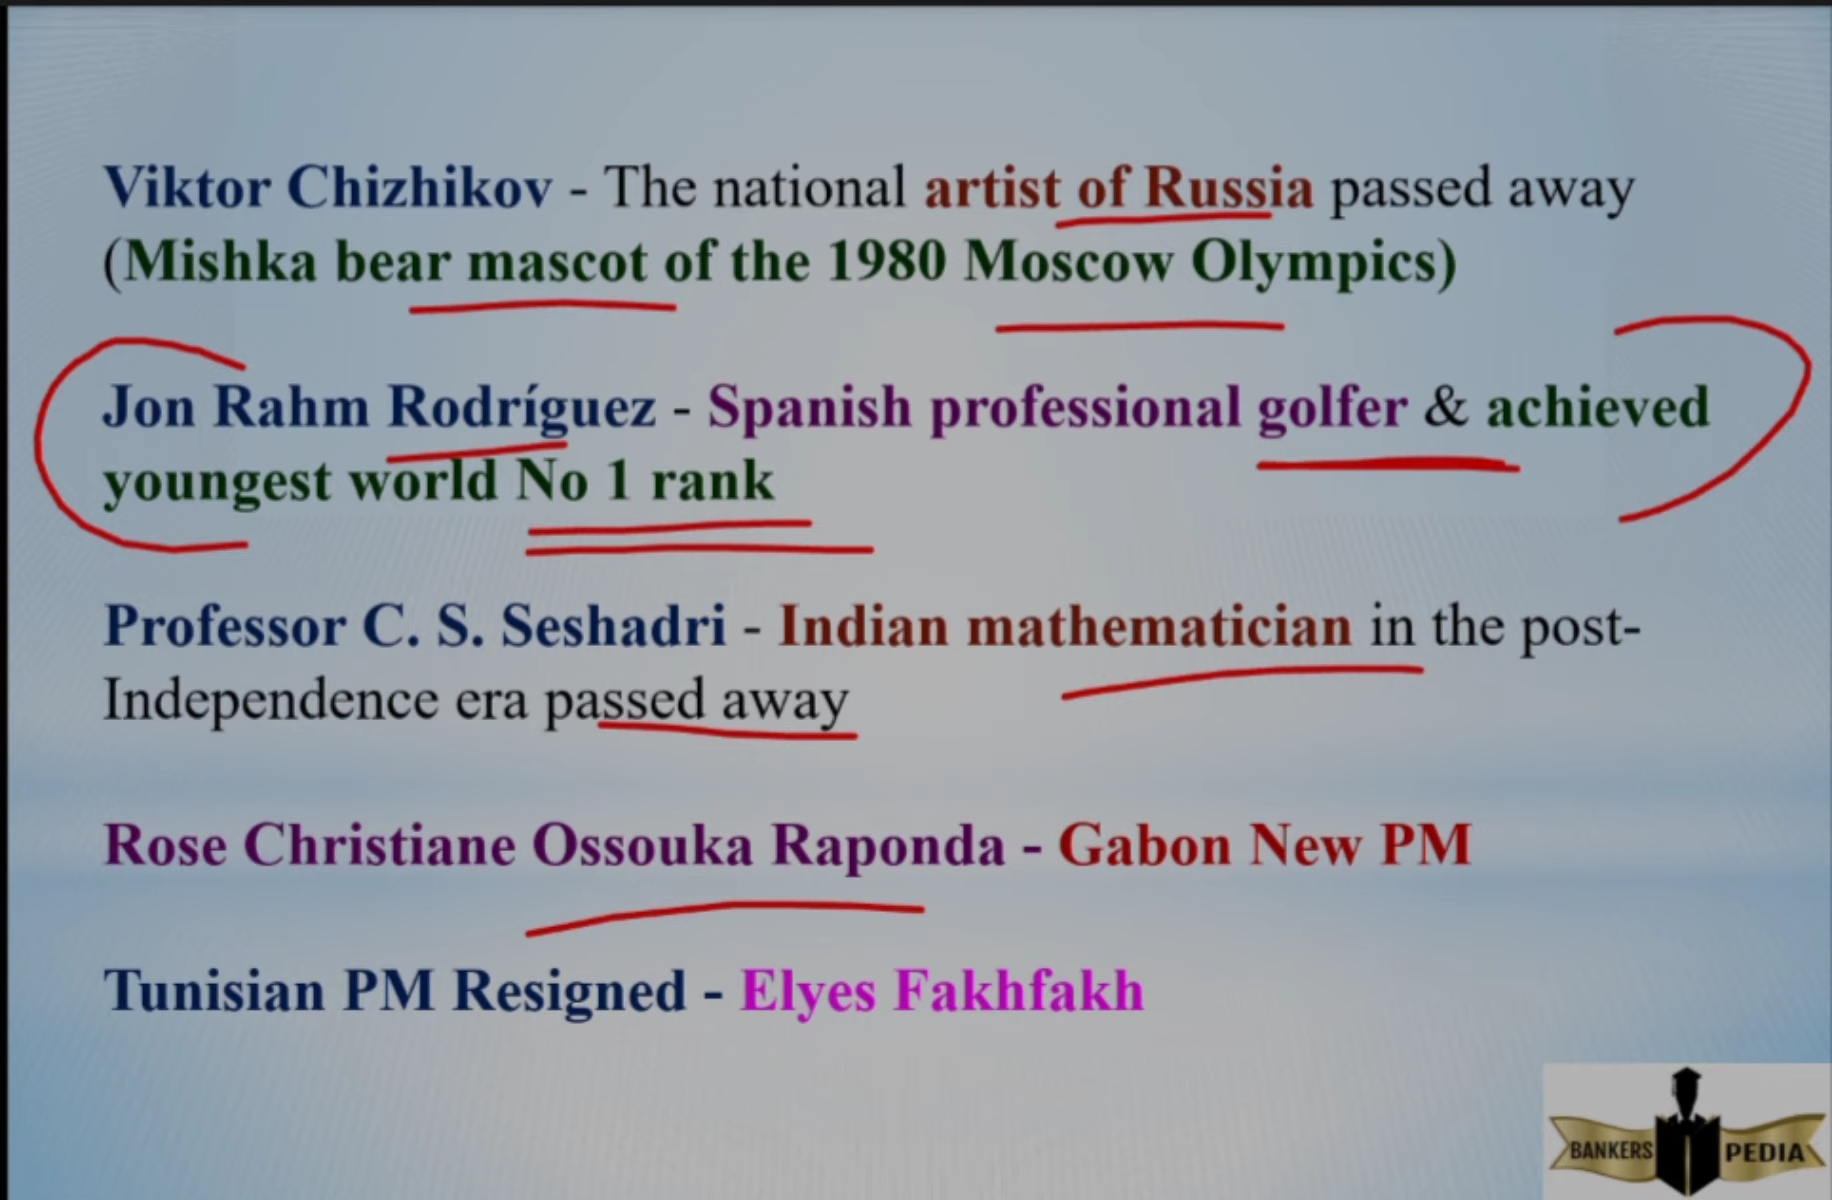 Viktor Chizhikov - The national artist of Russia passed away
(Mishka bear mascot of the 1980 Moscow Olympics)
Jon Rahm Rodríguez - Spanish professional golfer & achieved
youngest world No 1 rank
Professor C. S. Seshadri - Indian mathematician in the post-
Independence era passed away
Rose Christiane Ossouka Raponda - Gabon New PM
Tunisian PM Resigned - Elyes Fakhfakh
BANKERS PEDIA